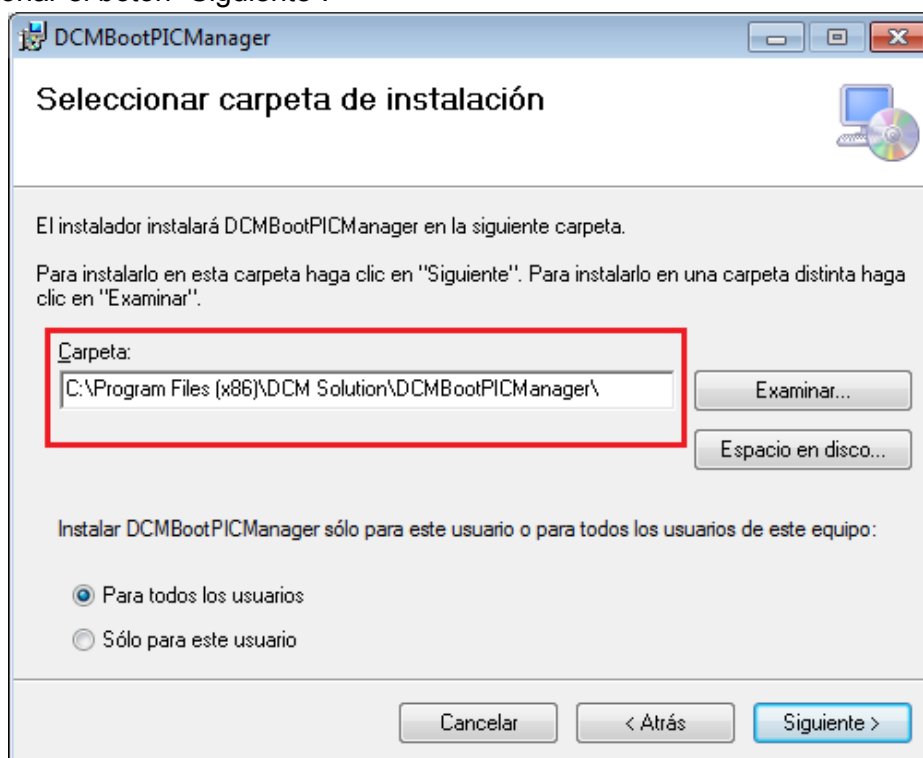 el botón "Siguiente".
DCMBootPICManager
Seleccionar carpeta de instalación
El instalador instalará DCMBootPICManager en la siguiente carpeta.
Para instalarlo en esta carpeta haga clic en "Siguiente". Para instalarlo en una carpeta distinta haga
clic en "Examinar".
Carpeta:
C:\Program Files (x86)\DCM Solution\DCMBootPICManager\
Examinar...
Espacio en disco...
Instalar DCMBootPICManager sólo para este usuario o para todos los usuarios de este equipo:
Para todos los usuarios
Sólo para este usuario
Cancelar
< Atrás
Siguiente >